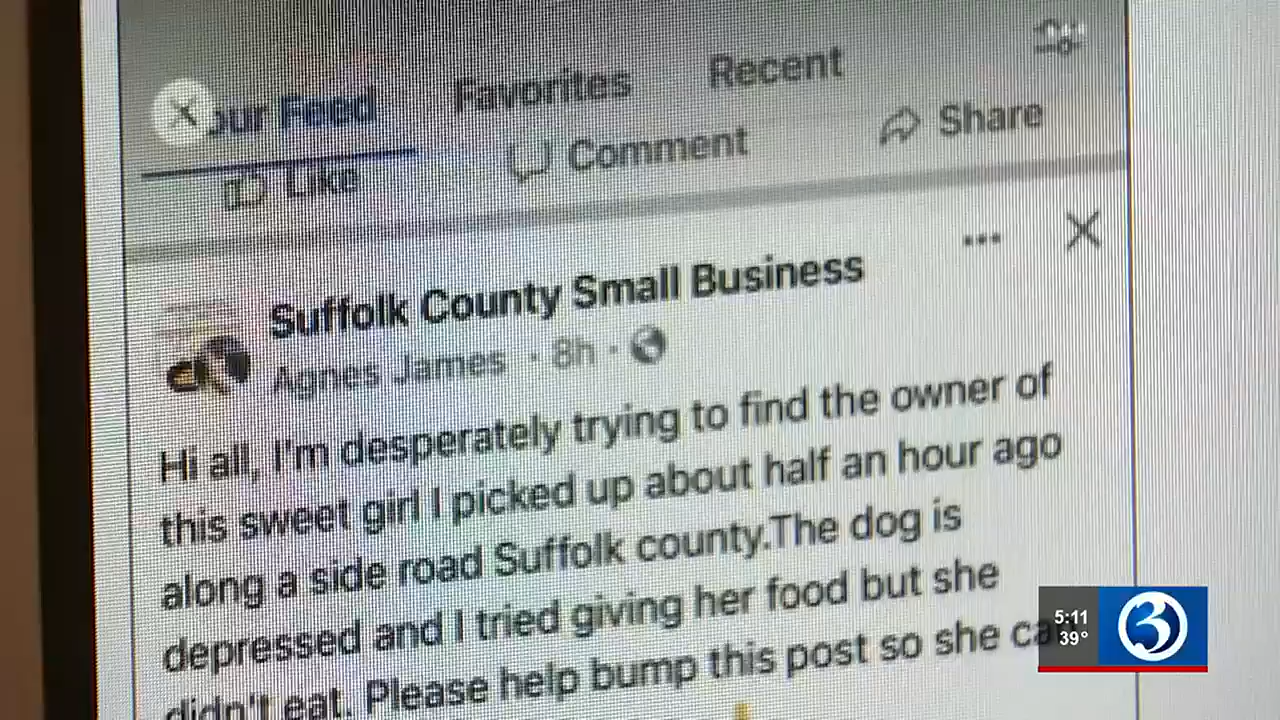 our Feed Favorites Recent
Like Comment Share
Suffolk County Small Business
Agnes James · 8h ·
Hi all, I'm desperately trying to find the owner of
this sweet girl I picked up about half an hour ago
along a side road Suffolk county.The dog is
depressed and I tried giving her food but she
didn't eat. Please help bump this post so she
5:11
39°
3